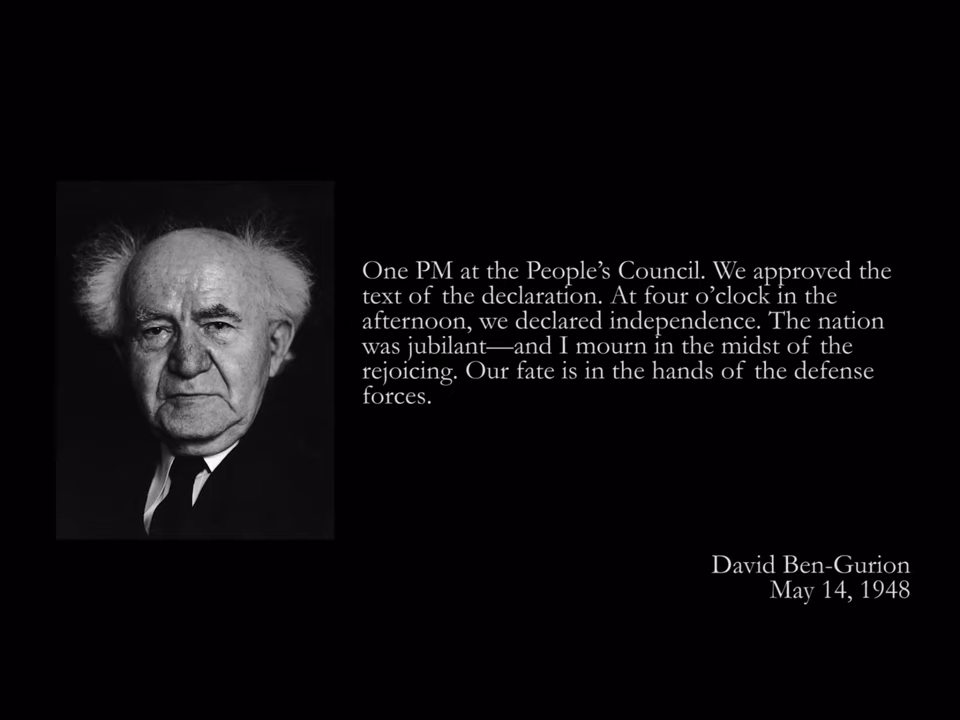 One PM at the People’s Council. We approved the
text of the declaration. At four o’clock in the
afternoon, we declared independence. The nation
was jubilant—and I mourn in the midst of the
rejoicing. Our fate is in the hands of the defense
forces.
David Ben-Gurion
May 14, 1948